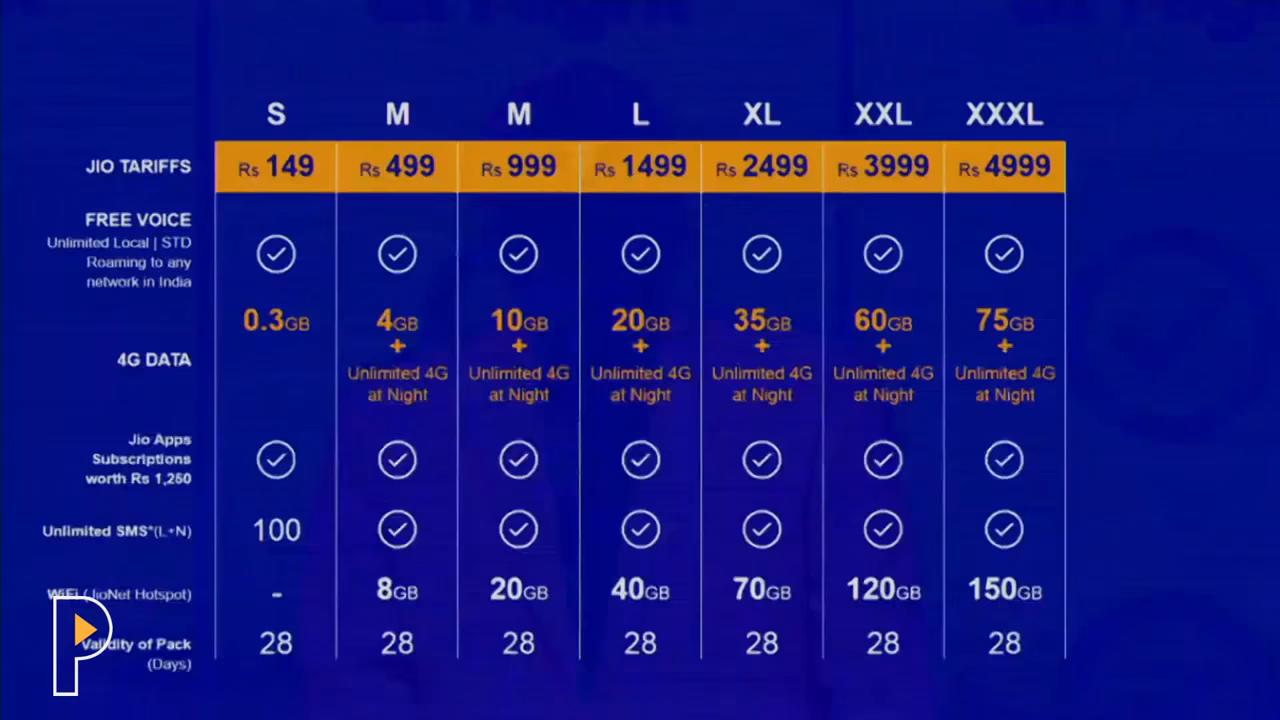 S M M L XL XXL XXXL
JIO TARIFFS Rs 149 Rs 499 Rs 999 Rs 1499 Rs 2499 Rs 3999 Rs 4999
FREE VOICE
Unlimited Local | STD
Roaming to any
network in India
0.3GB 4GB 10GB 20GB 35GB 60GB 75GB
+ + + + + +
4G DATA
Unlimited 4G Unlimited 4G Unlimited 4G Unlimited 4G Unlimited 4G Unlimited 4G
at Night at Night at Night at Night at Night at Night
Jio Apps
Subscriptions
worth Rs 1,250
Unlimited SMS*(L+N) 100
WiFi (JioNet Hotspot) - 8GB 20GB 40GB 70GB 120GB 150GB
Validity of Pack 28 28 28 28 28 28 28
(Days)
P